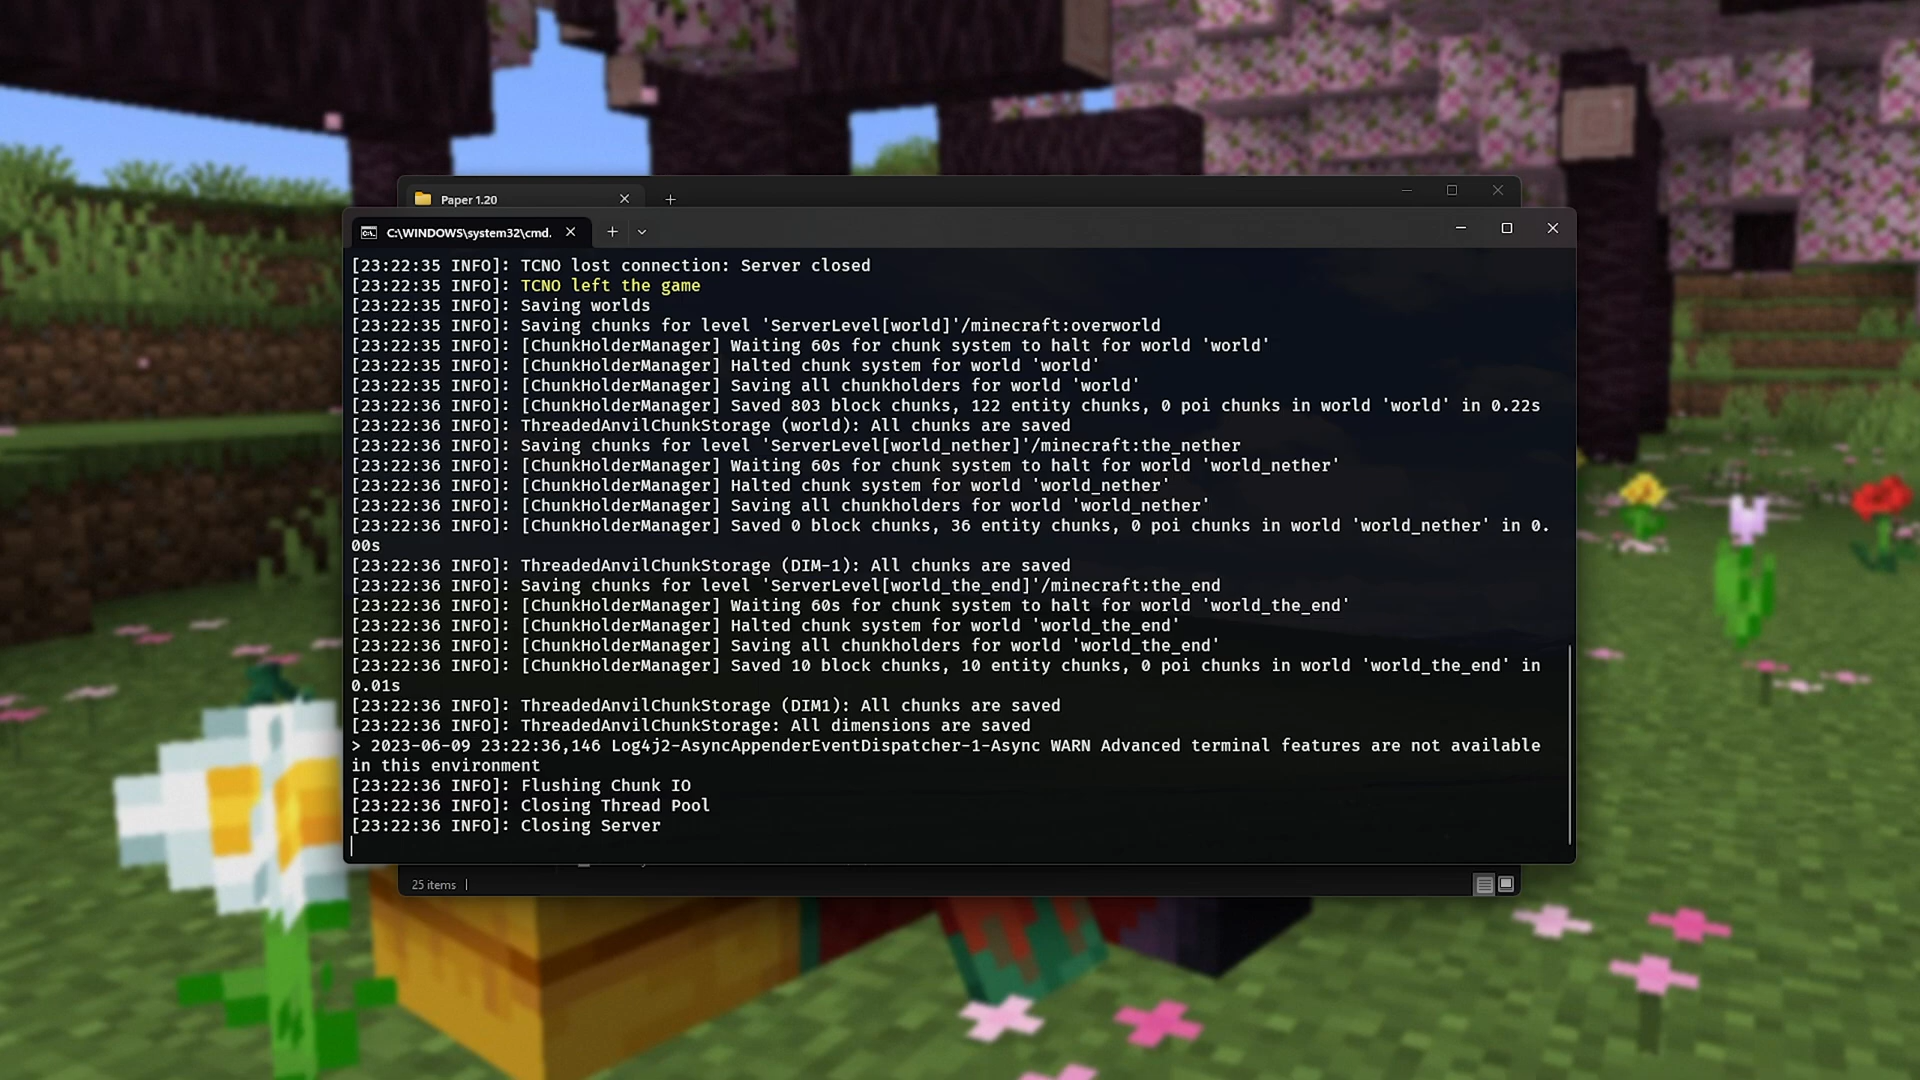 Paper 1.20
C:\WINDOWS\system32\cmd.
[23:22:35 INFO]: TCNO lost connection: Server closed
[23:22:35 INFO]: TCNO left the game
[23:22:35 INFO]: Saving worlds
[23:22:35 INFO]: Saving chunks for level 'ServerLevel[world]'/minecraft:overworld
[23:22:35 INFO]: [ChunkHolderManager] Waiting 60s for chunk system to halt for world 'world'
[23:22:35 INFO]: [ChunkHolderManager] Halted chunk system for world 'world'
[23:22:35 INFO]: [ChunkHolderManager] Saving all chunkholders for world 'world'
[23:22:36 INFO]: [ChunkHolderManager] Saved 803 block chunks, 122 entity chunks, 0 poi chunks in world 'world' in 0.22s
[23:22:36 INFO]: ThreadedAnvilChunkStorage (world): All chunks are saved
[23:22:36 INFO]: Saving chunks for level 'ServerLevel[world_nether]'/minecraft:the_nether
[23:22:36 INFO]: [ChunkHolderManager] Waiting 60s for chunk system to halt for world 'world_nether'
[23:22:36 INFO]: [ChunkHolderManager] Halted chunk system for world 'world_nether'
[23:22:36 INFO]: [ChunkHolderManager] Saving all chunkholders for world 'world_nether'
[23:22:36 INFO]: [ChunkHolderManager] Saved 0 block chunks, 36 entity chunks, 0 poi chunks in world 'world_nether' in 0.
00s
[23:22:36 INFO]: ThreadedAnvilChunkStorage (DIM-1): All chunks are saved
[23:22:36 INFO]: Saving chunks for level 'ServerLevel[world_the_end]'/minecraft:the_end
[23:22:36 INFO]: [ChunkHolderManager] Waiting 60s for chunk system to halt for world 'world_the_end'
[23:22:36 INFO]: [ChunkHolderManager] Halted chunk system for world 'world_the_end'
[23:22:36 INFO]: [ChunkHolderManager] Saving all chunkholders for world 'world_the_end'
[23:22:36 INFO]: [ChunkHolderManager] Saved 10 block chunks, 10 entity chunks, 0 poi chunks in world 'world_the_end' in
0.01s
[23:22:36 INFO]: ThreadedAnvilChunkStorage (DIM1): All chunks are saved
[23:22:36 INFO]: ThreadedAnvilChunkStorage: All dimensions are saved
> 2023-06-09 23:22:36,146 Log4j2-AsyncAppenderEventDispatcher-1-Async WARN Advanced terminal features are not available
in this environment
[23:22:36 INFO]: Flushing Chunk IO
[23:22:36 INFO]: Closing Thread Pool
[23:22:36 INFO]: Closing Server
25 items